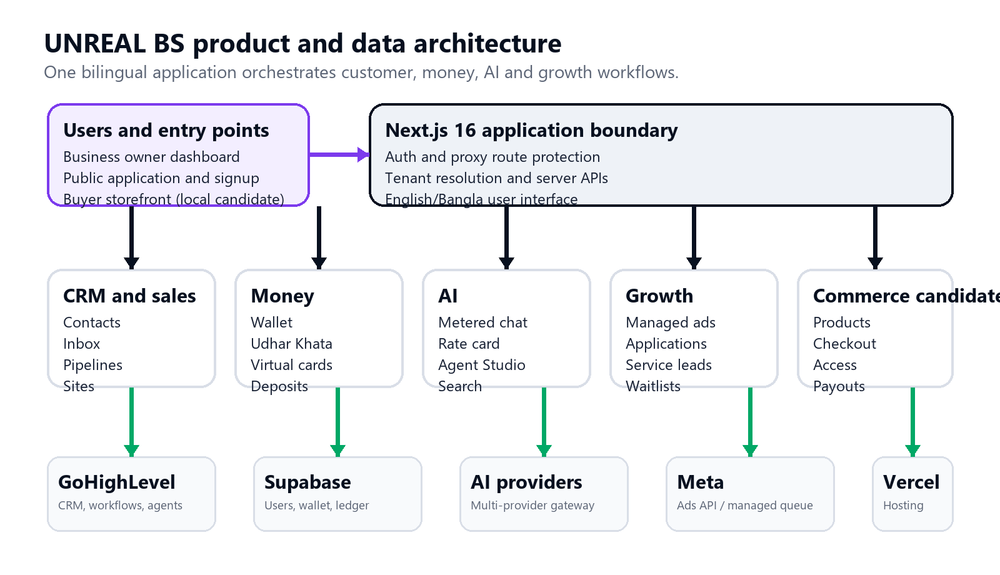 UNREAL BS product and data architecture
One bilingual application orchestrates customer, money, AI and growth workflows.
Users and entry points
Business owner dashboard
Public application and signup
Buyer storefront (local candidate)
Next.js 16 application boundary
Auth and proxy route protection
Tenant resolution and server APIs
English/Bangla user interface
CRM and sales
Contacts
Inbox
Pipelines
Sites
Money
Wallet
Udhar Khata
Virtual cards
Deposits
AI
Metered chat
Rate card
Agent Studio
Search
Growth
Managed ads
Applications
Service leads
Waitlists
Commerce candidate
Products
Checkout
Access
Payouts
GoHighLevel
CRM, workflows, agents
Supabase
Users, wallet, ledger
AI providers
Multi-provider gateway
Meta
Ads API / managed queue
Vercel
Hosting